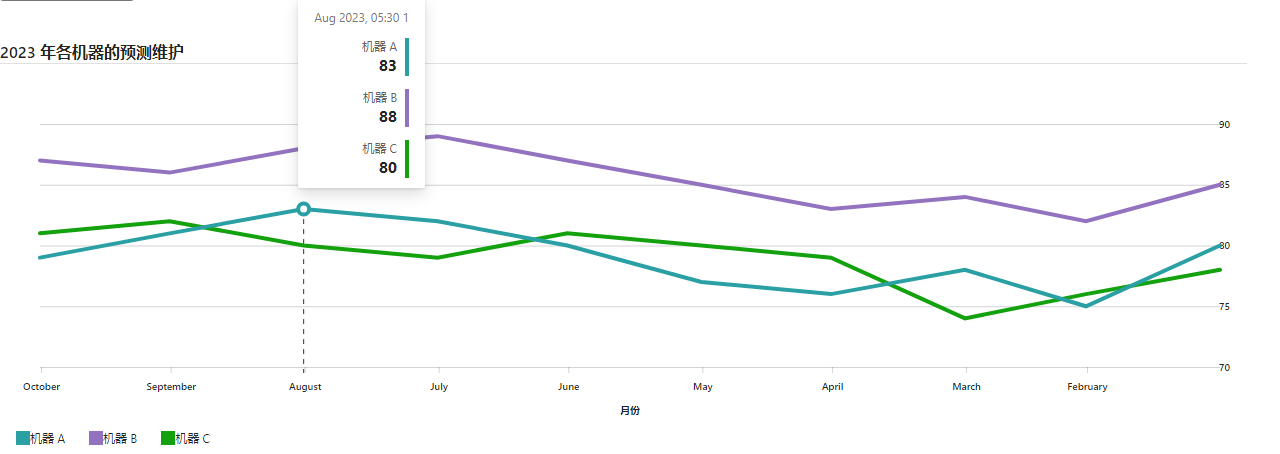 Aug 2023, 05:30 1
机器 A
83
机器 B
88
机器 C
80
2023 年各机器的预测维护
90
85
80
75
70
October September August July June May April March February
月份
机器 A 机器 B 机器 C